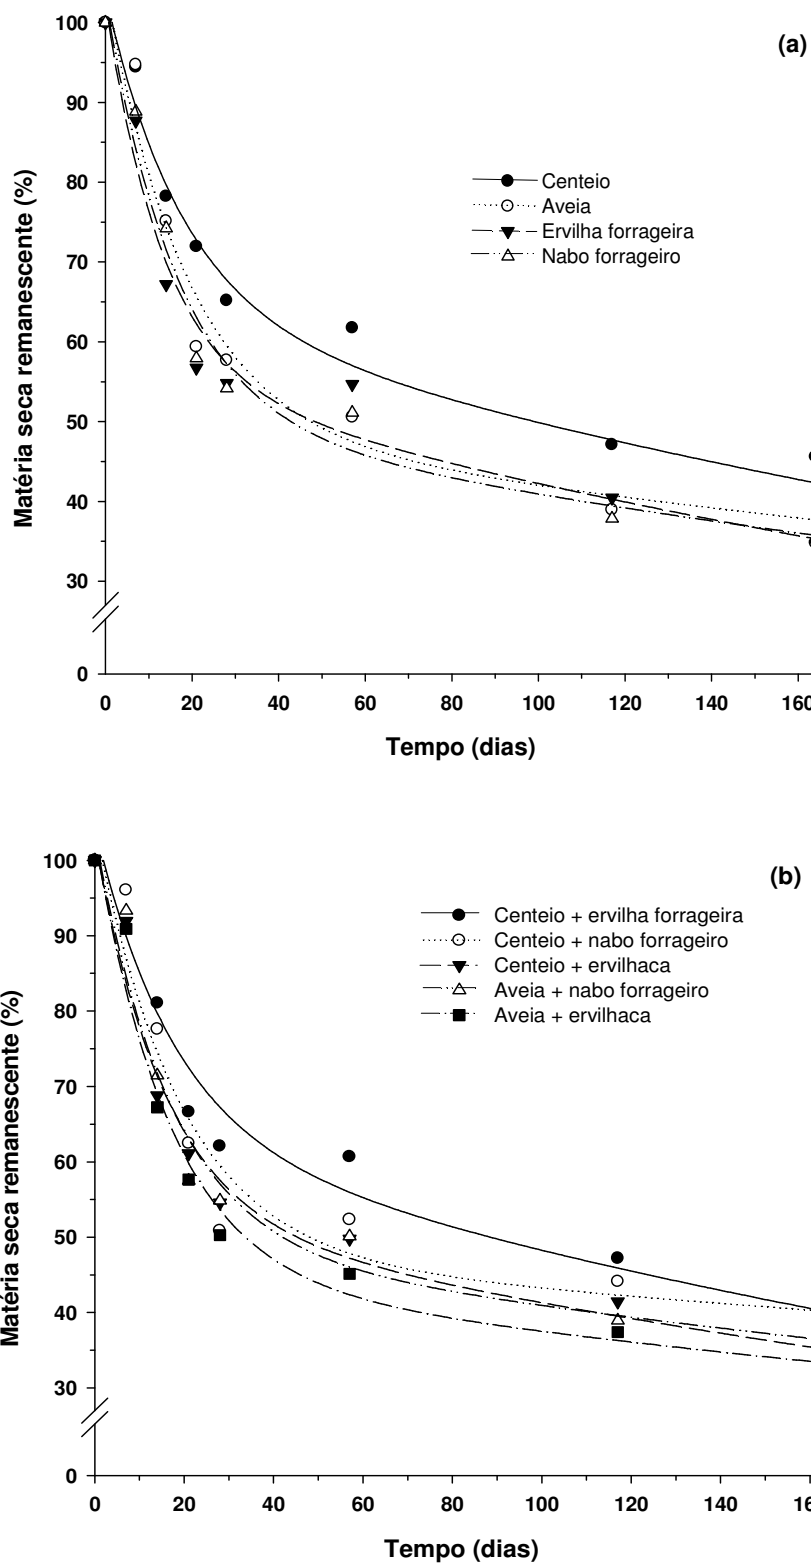 100
(a)
90
80
Centeio
Aveia
70
Ervilha forrageira
Nabo forrageiro
60
50
40
30
0
Matéria seca remanescente (%)
0 20 40 60 80 100 120 140 160
Tempo (dias)
100
(b)
90
Centeio + ervilha forrageira
Centeio + nabo forrageiro
Centeio + ervilhaca
80
Aveia + nabo forrageiro
Aveia + ervilhaca
70
60
50
40
30
0
Matéria seca remanescente (%)
0 20 40 60 80 100 120 140 16
Tempo (dias)